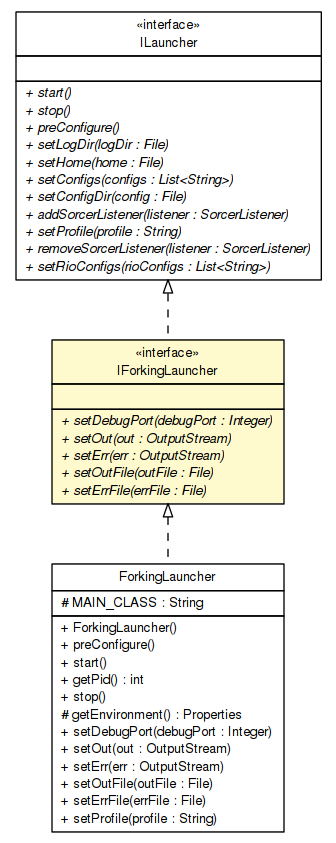 «interface»
ILauncher
+ start()
+ stop()
+ preConfigure()
+ setLogDir(logDir : File)
+ setHome(home : File)
+ setConfigs(configs : List<String>)
+ setConfigDir(config : File)
+ addSorcerListener(listener : SorcerListener)
+ setProfile(profile : String)
+ removeSorcerListener(listener : SorcerListener)
+ setRioConfigs(rioConfigs : List<String>)
«interface»
IForkingLauncher
+ setDebugPort(debugPort : Integer)
+ setOut(out : OutputStream)
+ setErr(err : OutputStream)
+ setOutFile(outFile : File)
+ setErrFile(errFile : File)
ForkingLauncher
# MAIN_CLASS : String
+ ForkingLauncher()
+ preConfigure()
+ start()
+ getPid() : int
+ stop()
# getEnvironment() : Properties
+ setDebugPort(debugPort : Integer)
+ setOut(out : OutputStream)
+ setErr(err : OutputStream)
+ setOutFile(outFile : File)
+ setErrFile(errFile : File)
+ setProfile(profile : String)